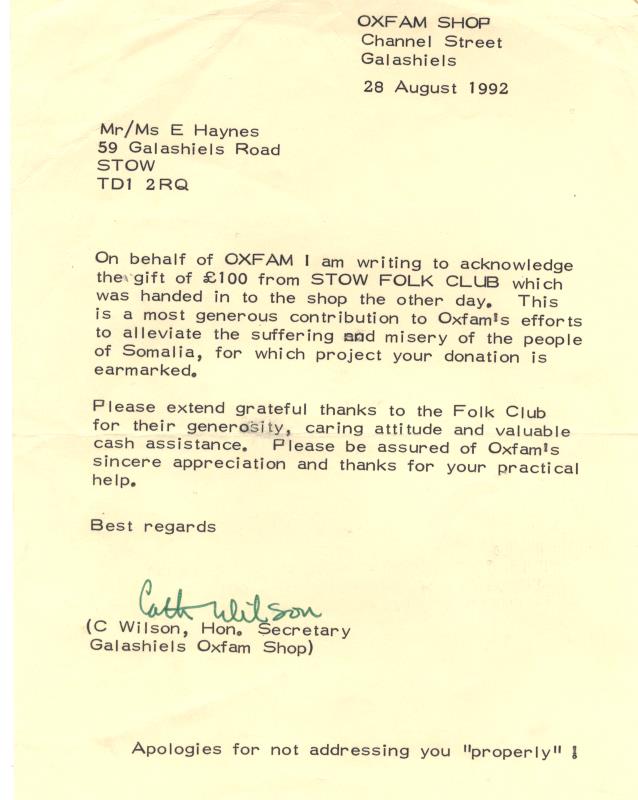 OXFAM SHOP
Channel Street
Galashiels
28 August 1992
Mr/Ms E Haynes
59 Galashiels Road
STOW
TD1 2RQ
On behalf of OXFAM I am writing to acknowledge
the gift of £100 from STOW FOLK CLUB which
was handed in to the shop the other day. This
is a most generous contribution to Oxfam's efforts
to alleviate the suffering and misery of the people
of Somalia, for which project your donation is
earmarked.
Please extend grateful thanks to the Folk Club
for their generosity, caring attitude and valuable
cash assistance. Please be assured of Oxfam's
sincere appreciation and thanks for your practical
help.
Best regards
Cath Wilson
(C Wilson, Hon. Secretary
Galashiels Oxfam Shop)
Apologies for not addressing you "properly" !